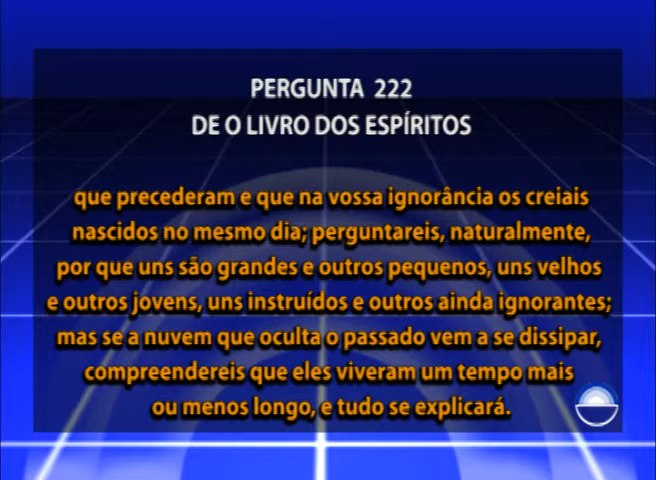 PERGUNTA 222
DE O LIVRO DOS ESPÍRITOS
que precederam e que na vossa ignorância os creiais
nascidos no mesmo dia; perguntareis, naturalmente,
por que uns são grandes e outros pequenos, uns velhos
e outros jovens, uns instruídos e outros ainda ignorantes;
mas se a nuvem que oculta o passado vem a se dissipar,
compreendereis que eles viveram um tempo mais
ou menos longo, e tudo se explicará.